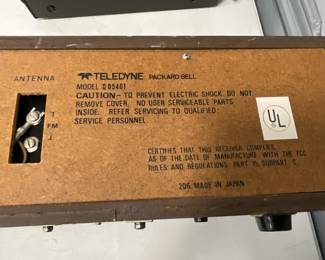 ANTENNA
TELEDYNE PACKARD BELL
MODEL
CAUTION- TO PREVENT ELECTRIC SHOCK, DO NOT
REMOVE COVER. NO USER SERVICEABLE PARTS
INSIDE. REFER SERVICING TO QUALIFIED
SERVICE PERSONNEL.
FM
UL
CERTIFIED THAT THIS RECEIVER COMPLIES,
AS OF THE DATE OF MANUFACTURE WITH THE FCC
RULES AND REGULATIONS, PART 15, SUBPART C.
206 MADE IN JAPAN